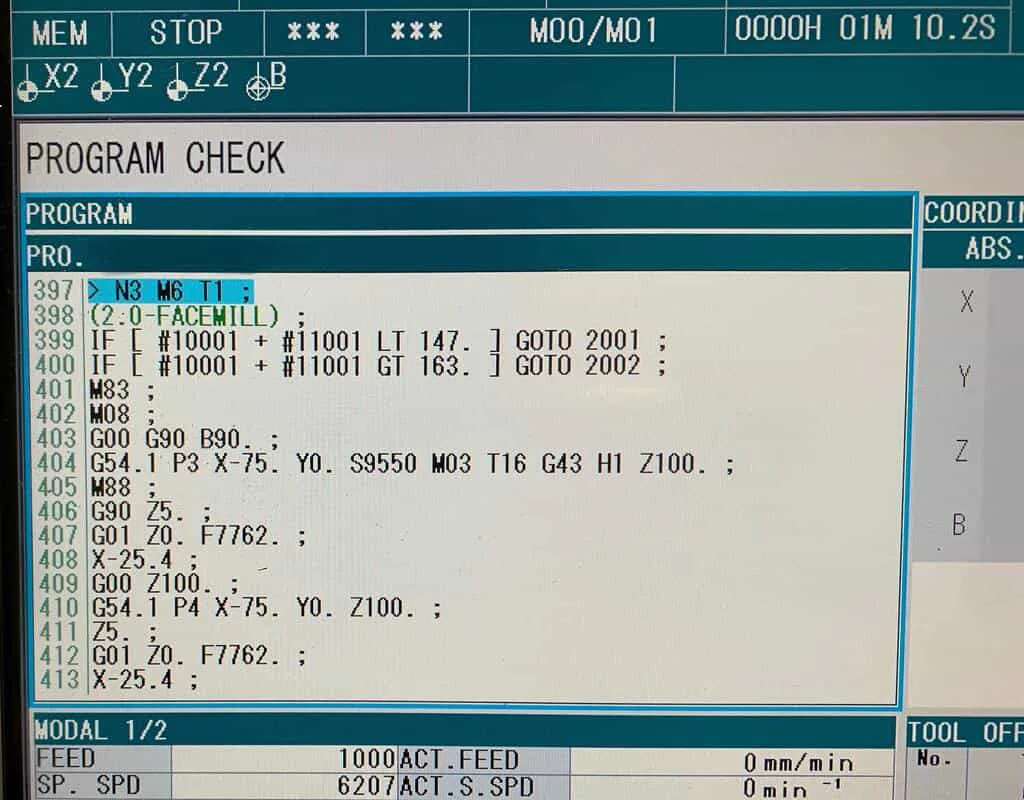 MEM STOP *** *** M00/M01 0000H 01M 10.2S
X2 Y2 Z2 B
PROGRAM CHECK
PROGRAM
PRO.
397 > N3 M6 T1 ;
398 (2.0-FACEMILL) ;
399 IF [ #10001 + #11001 LT 147. ] GOTO 2001 ;
400 IF [ #10001 + #11001 GT 163. ] GOTO 2002 ;
401 M83 ;
402 M08 ;
403 G00 G90 B90. ;
404 G54.1 P3 X-75. Y0. S9550 M03 T16 G43 H1 Z100. ;
405 M88 ;
406 G90 Z5. ;
407 G01 Z0. F7762. ;
408 X-25.4 ;
409 G00 Z100. ;
410 G54.1 P4 X-75. Y0. Z100. ;
411 Z5. ;
412 G01 Z0. F7762. ;
413 X-25.4 ;
COORDIN
ABS.
X
Y
Z
B
MODAL 1/2
FEED 1000 ACT.FEED 0 mm/min
SP. SPD 6207 ACT.S.SPD 0 min -1
TOOL OFF
No.